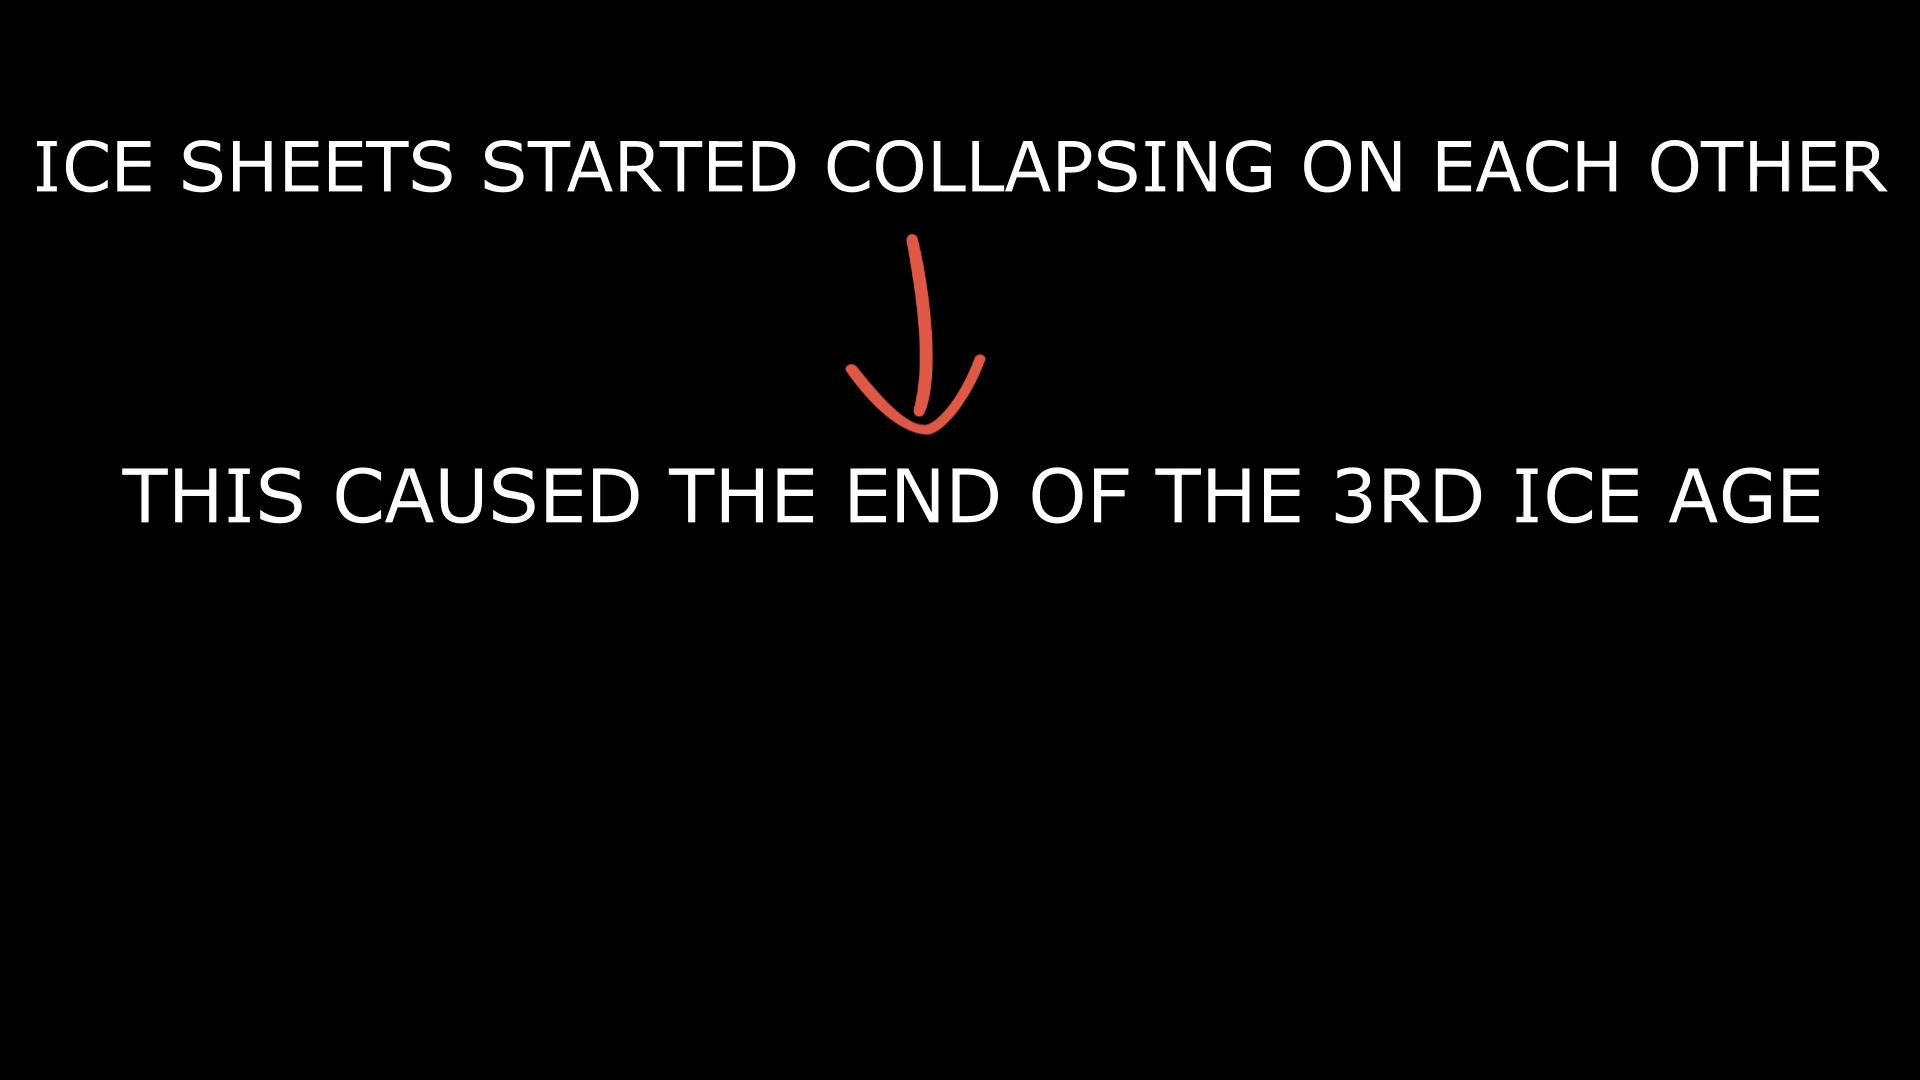 ICE SHEETS STARTED COLLAPSING ON EACH OTHER
THIS CAUSED THE END OF THE 3RD ICE AGE